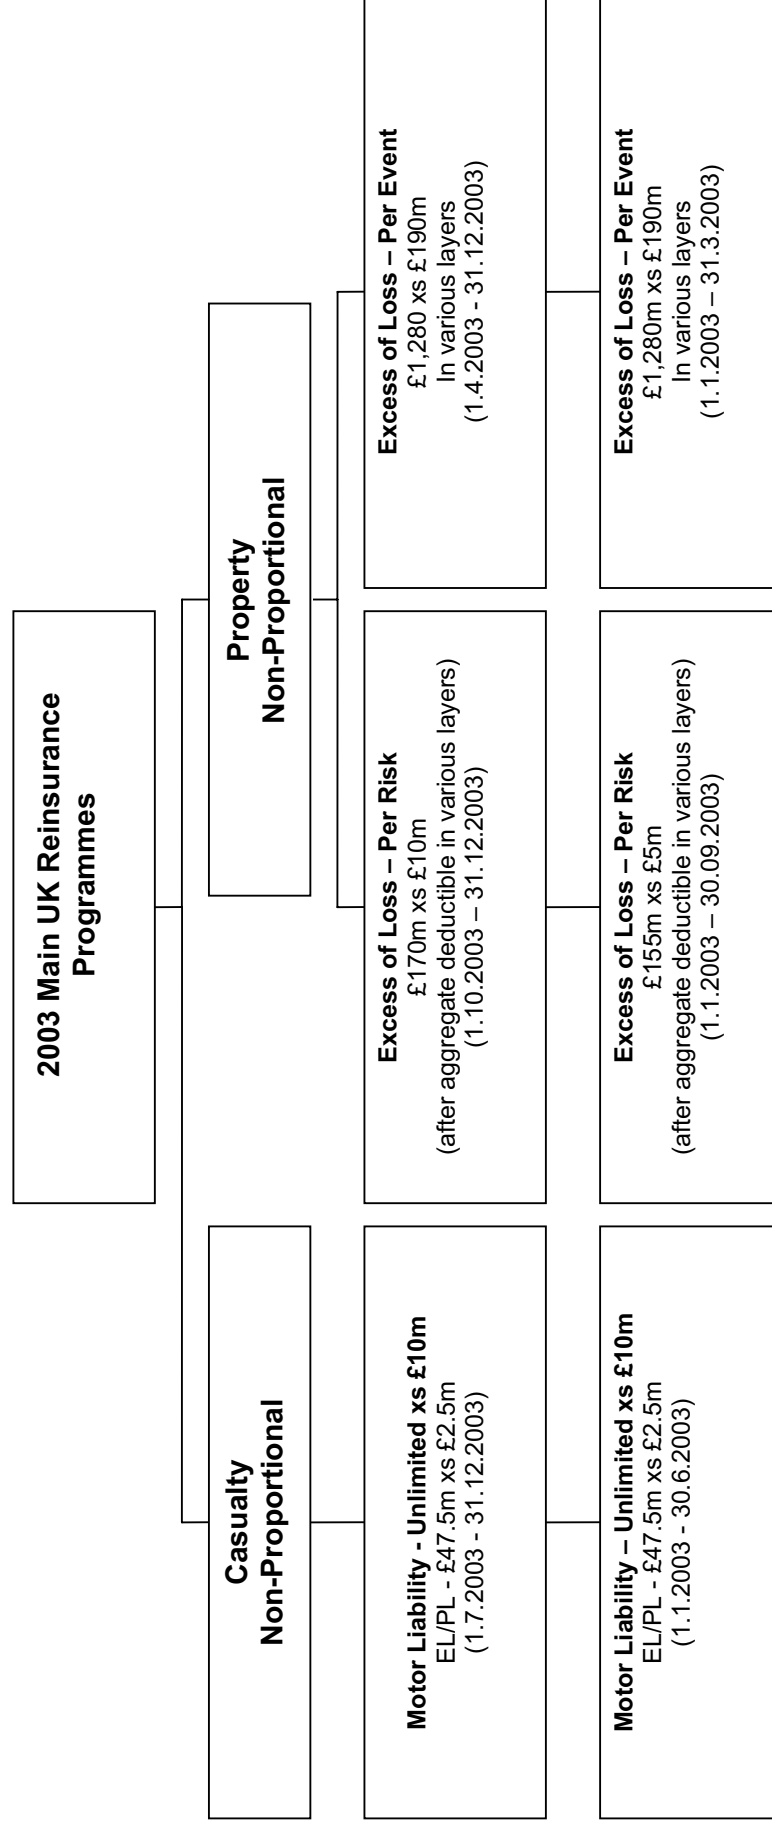 2003 Main UK Reinsurance
Programmes
Casualty
Non-Proportional
Property
Non-Proportional
Motor Liability - Unlimited xs £10m
EL/PL - £47.5m xs £2.5m
(1.7.2003 - 31.12.2003)
Excess of Loss – Per Risk
£170m xs £10m
(after aggregate deductible in various layers)
(1.10.2003 – 31.12.2003)
Excess of Loss – Per Event
£1,280 xs £190m
In various layers
(1.4.2003 - 31.12.2003)
Motor Liability – Unlimited xs £10m
EL/PL - £47.5m xs £2.5m
(1.1.2003 - 30.6.2003)
Excess of Loss – Per Risk
£155m xs £5m
(after aggregate deductible in various layers)
(1.1.2003 – 30.09.2003)
Excess of Loss – Per Event
£1,280m xs £190m
In various layers
(1.1.2003 – 31.3.2003)